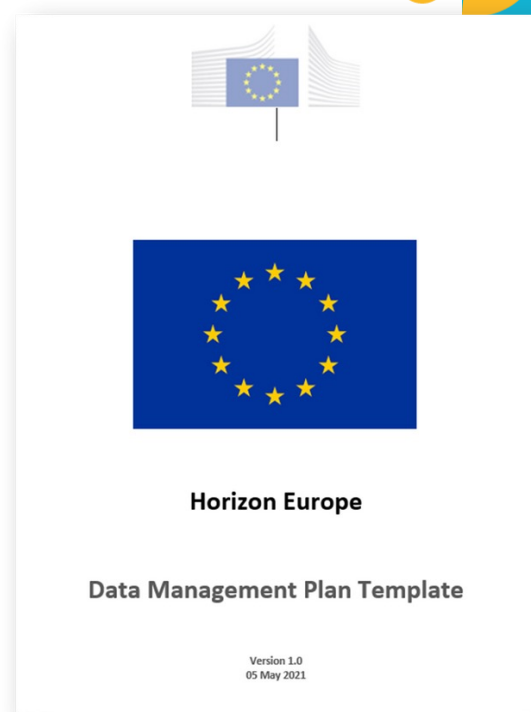 Horizon Europe
Data Management Plan Template
Version 1.0
05 May 2021